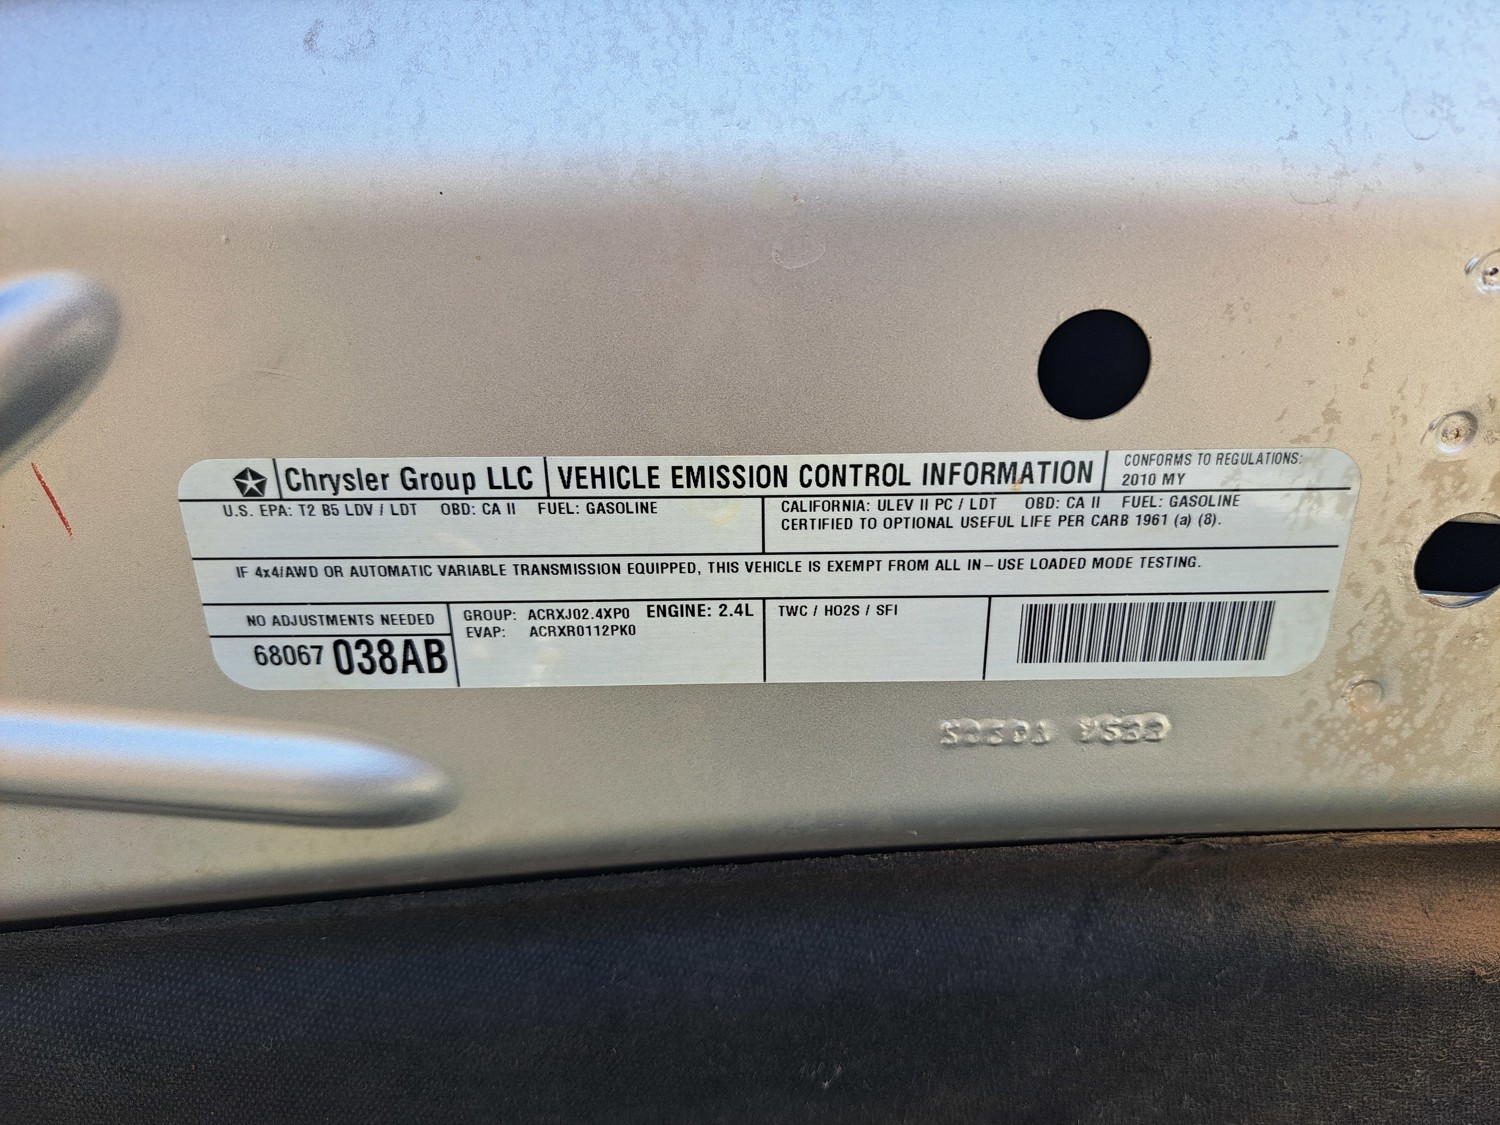 Chrysler Group LLC
VEHICLE EMISSION CONTROL INFORMATION
CONFORMS TO REGULATIONS:
2010 MY
U.S. EPA: T2 B5 LDV / LDT OBD: CA II FUEL: GASOLINE
CALIFORNIA: ULEV II PC / LDT OBD: CA II FUEL: GASOLINE
CERTIFIED TO OPTIONAL USEFUL LIFE PER CARB 1961 (a) (8).
IF 4x4/AWD OR AUTOMATIC VARIABLE TRANSMISSION EQUIPPED, THIS VEHICLE IS EXEMPT FROM ALL IN-USE LOADED MODE TESTING.
NO ADJUSTMENTS NEEDED
68067 038AB
GROUP: ACRXJ02.4XP0 ENGINE: 2.4L
EVAP: ACRXR0112PK0
TWC / HO2S / SFI